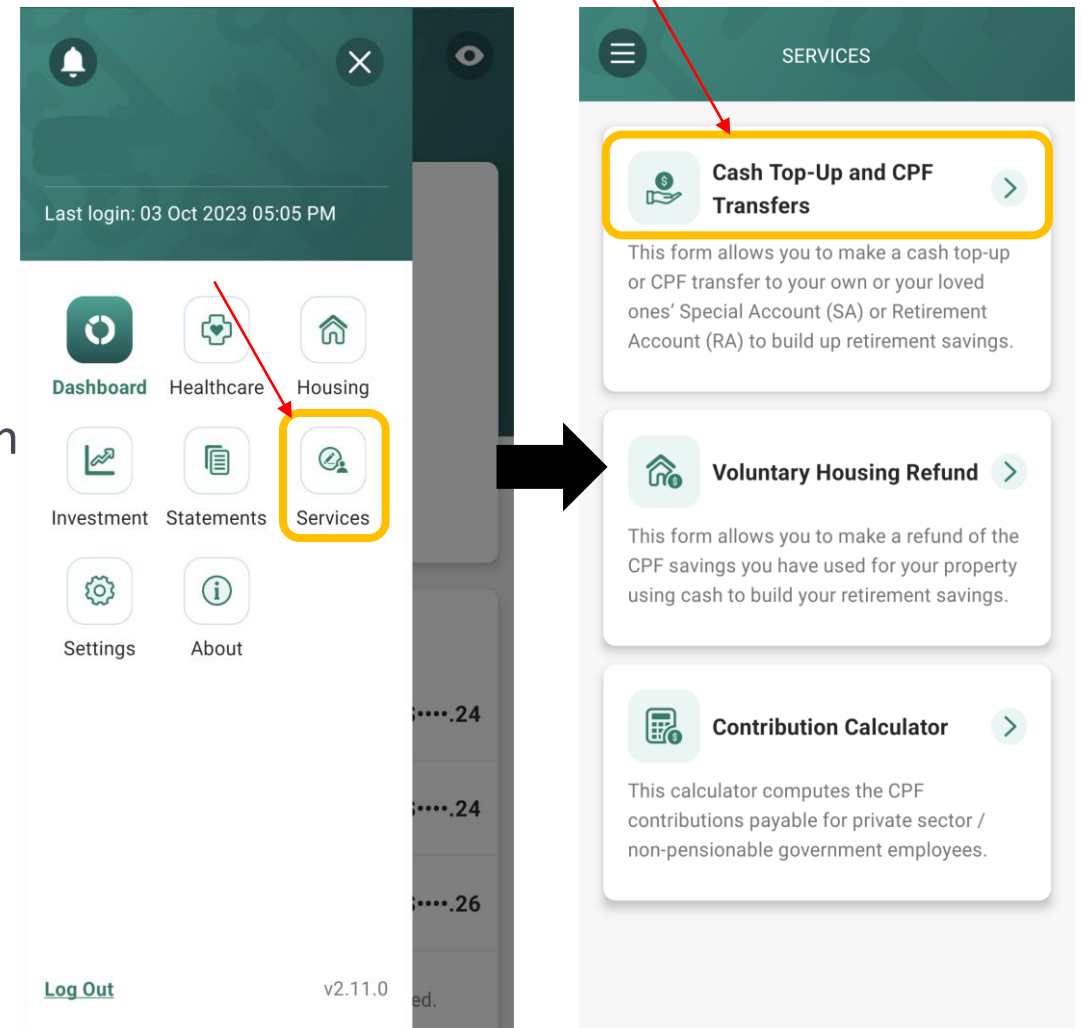 Last login: 03 Oct 2023 05:05 PM
Dashboard
Healthcare
Housing
n
Investment
Statements
Services
Settings
About
$••••.24
$••••.24
$••••.26
Log Out
v2.11.0
ed.
SERVICES
Cash Top-Up and CPF
Transfers
This form allows you to make a cash top-up
or CPF transfer to your own or your loved
ones’ Special Account (SA) or Retirement
Account (RA) to build up retirement savings.
Voluntary Housing Refund
This form allows you to make a refund of the
CPF savings you have used for your property
using cash to build your retirement savings.
Contribution Calculator
This calculator computes the CPF
contributions payable for private sector /
non-pensionable government employees.